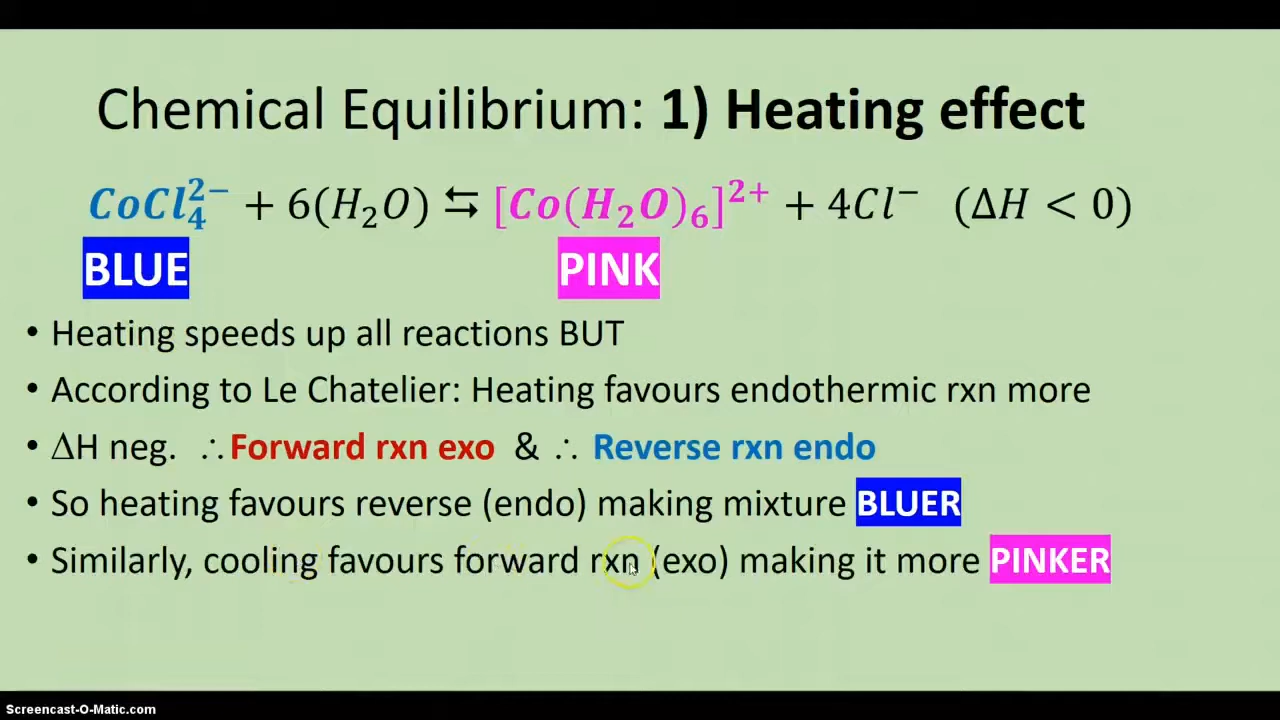 Chemical Equilibrium: 1) Heating effect
CoCl₄²⁻ + 6(H₂O) ⇆ [Co(H₂O)₆]²⁺ + 4Cl⁻ (ΔH < 0)
BLUE PINK
• Heating speeds up all reactions BUT
• According to Le Chatelier: Heating favours endothermic rxn more
• ΔH neg. ∴Forward rxn exo & ∴ Reverse rxn endo
• So heating favours reverse (endo) making mixture BLUER
• Similarly, cooling favours forward rxn (exo) making it more PINKER
Screencast-O-Matic.com